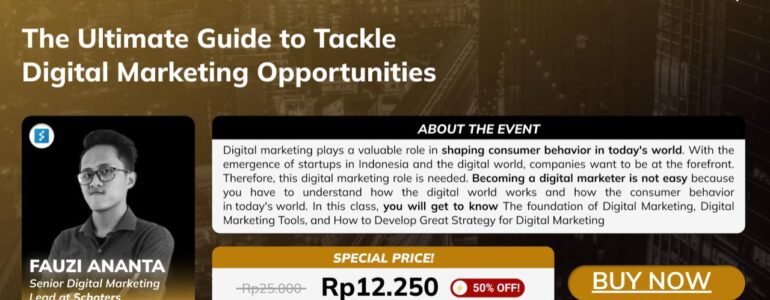 The Ultimate Guide to Tackle
Digital Marketing Opportunities
ABOUT THE EVENT
Digital marketing plays a valuable role in shaping consumer behavior in today's world. With the
emergence of startups in Indonesia and the digital world, companies want to be at the forefront.
Therefore, this digital marketing role is needed. Becoming a digital marketer is not easy because
you have to understand how the digital world works and how the consumer behavior
in today's world. In this class, you will get to know The foundation of Digital Marketing, Digital
Marketing Tools, and How to Develop Great Strategy for Digital Marketing
FAUZI ANANTA
Senior Digital Marketing
Lead at Schoters
SPECIAL PRICE!
Rp25.000 Rp12.250 50% OFF!
BUY NOW